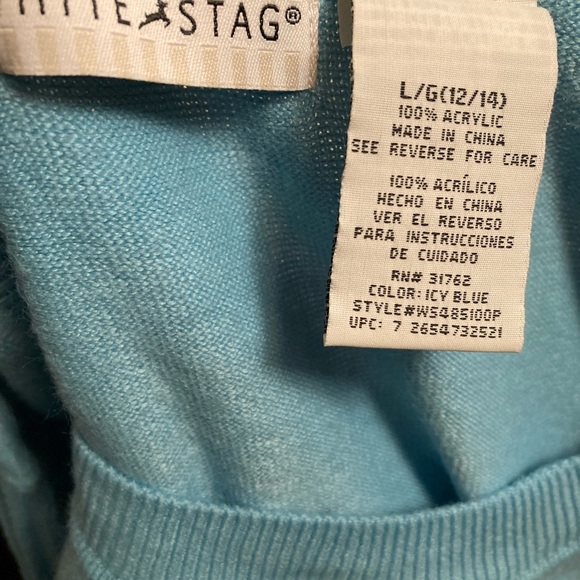 STAG®
L/G(12/14)
100% ACRYLIC
MADE IN CHINA
SEE REVERSE FOR CARE
100% ACRÍLICO
HECHO EN CHINA
VER EL REVERSO
PARA INSTRUCCIONES
DE CUIDADO
RN# 31762
COLOR: ICY BLUE
STYLE#WS485100P
UPC: 7 2654732521